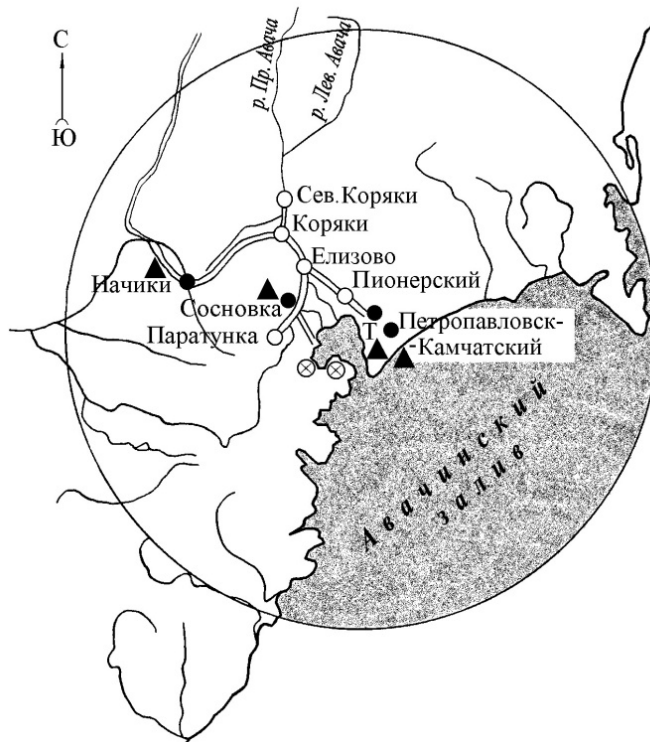 С
Ю
р. Пр. Авача
р. Лев. Авача
Сев. Коряки
Коряки
Елизово
Начики
Пионерский
Сосновка
Т
Петропавловск-
-Камчатский
Паратунка
Авачинский
залив